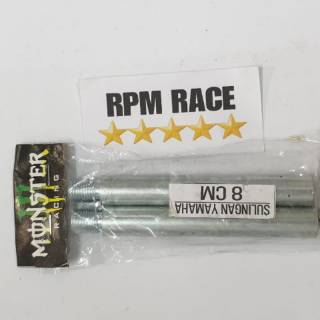 RPM RACE
MONSTER
RACING
SULINGAN YAMAHA
8 CM